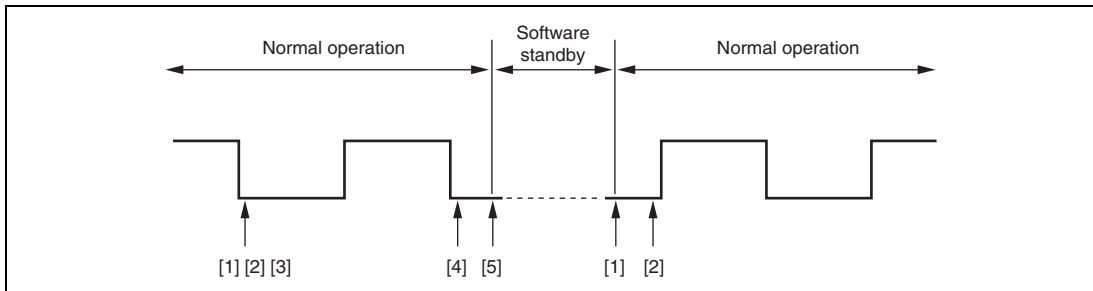 Normal operation
Software
standby
Normal operation
[1] [2] [3]
[4]
[5]
[1]
[2]